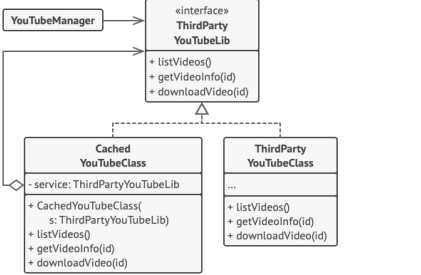 YouTubeManager
«interface»
ThirdParty
YouTubeLib
+ listVideos()
+ getVideoInfo(id)
+ downloadVideo(id)
Cached
YouTubeClass
- service: ThirdPartyYouTubeLib
+ CachedYouTubeClass(
s: ThirdPartyYouTubeLib)
+ listVideos()
+ getVideoInfo(id)
+ downloadVideo(id)
ThirdParty
YouTubeClass
...
+ listVideos()
+ getVideoInfo(id)
+ downloadVideo(id)